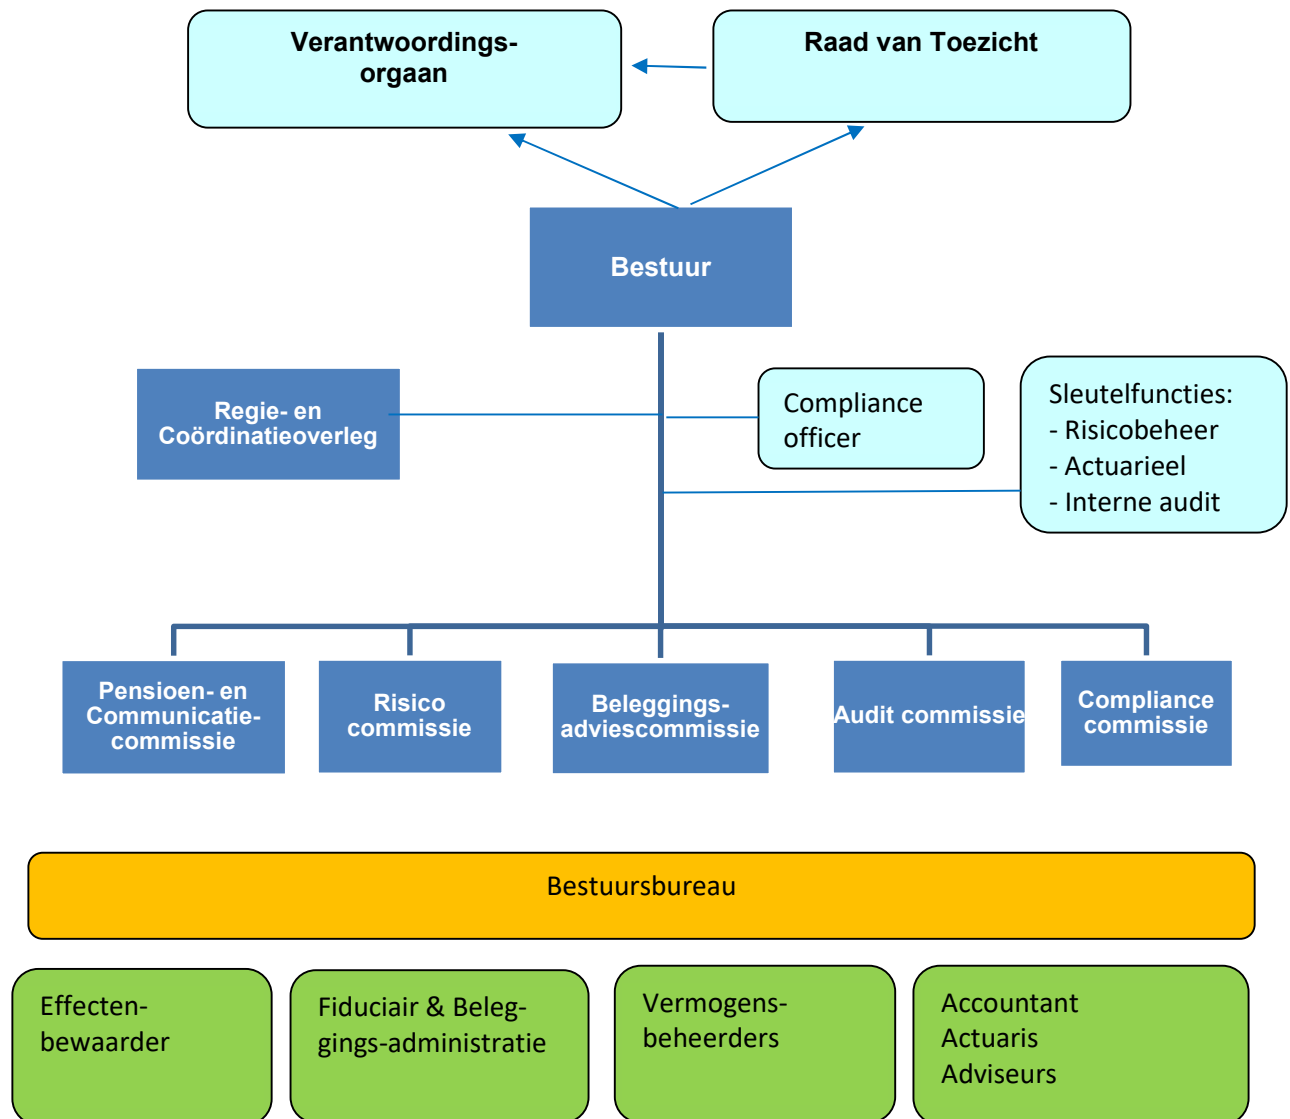 Verantwoordings-
orgaan
Raad van Toezicht
Bestuur
Regie- en
Coördinatieoverleg
Compliance
officer
Sleutelfuncties:
- Risicobeheer
- Actuarieel
- Interne audit
Pensioen- en
Communicatie-
commissie
Risico
commissie
Beleggings-
adviescommissie
Audit commissie
Compliance
commissie
Bestuursbureau
Effecten-
bewaarder
Fiduciair & Beleg-
gings-administratie
Vermogens-
beheerders
Accountant
Actuaris
Adviseurs